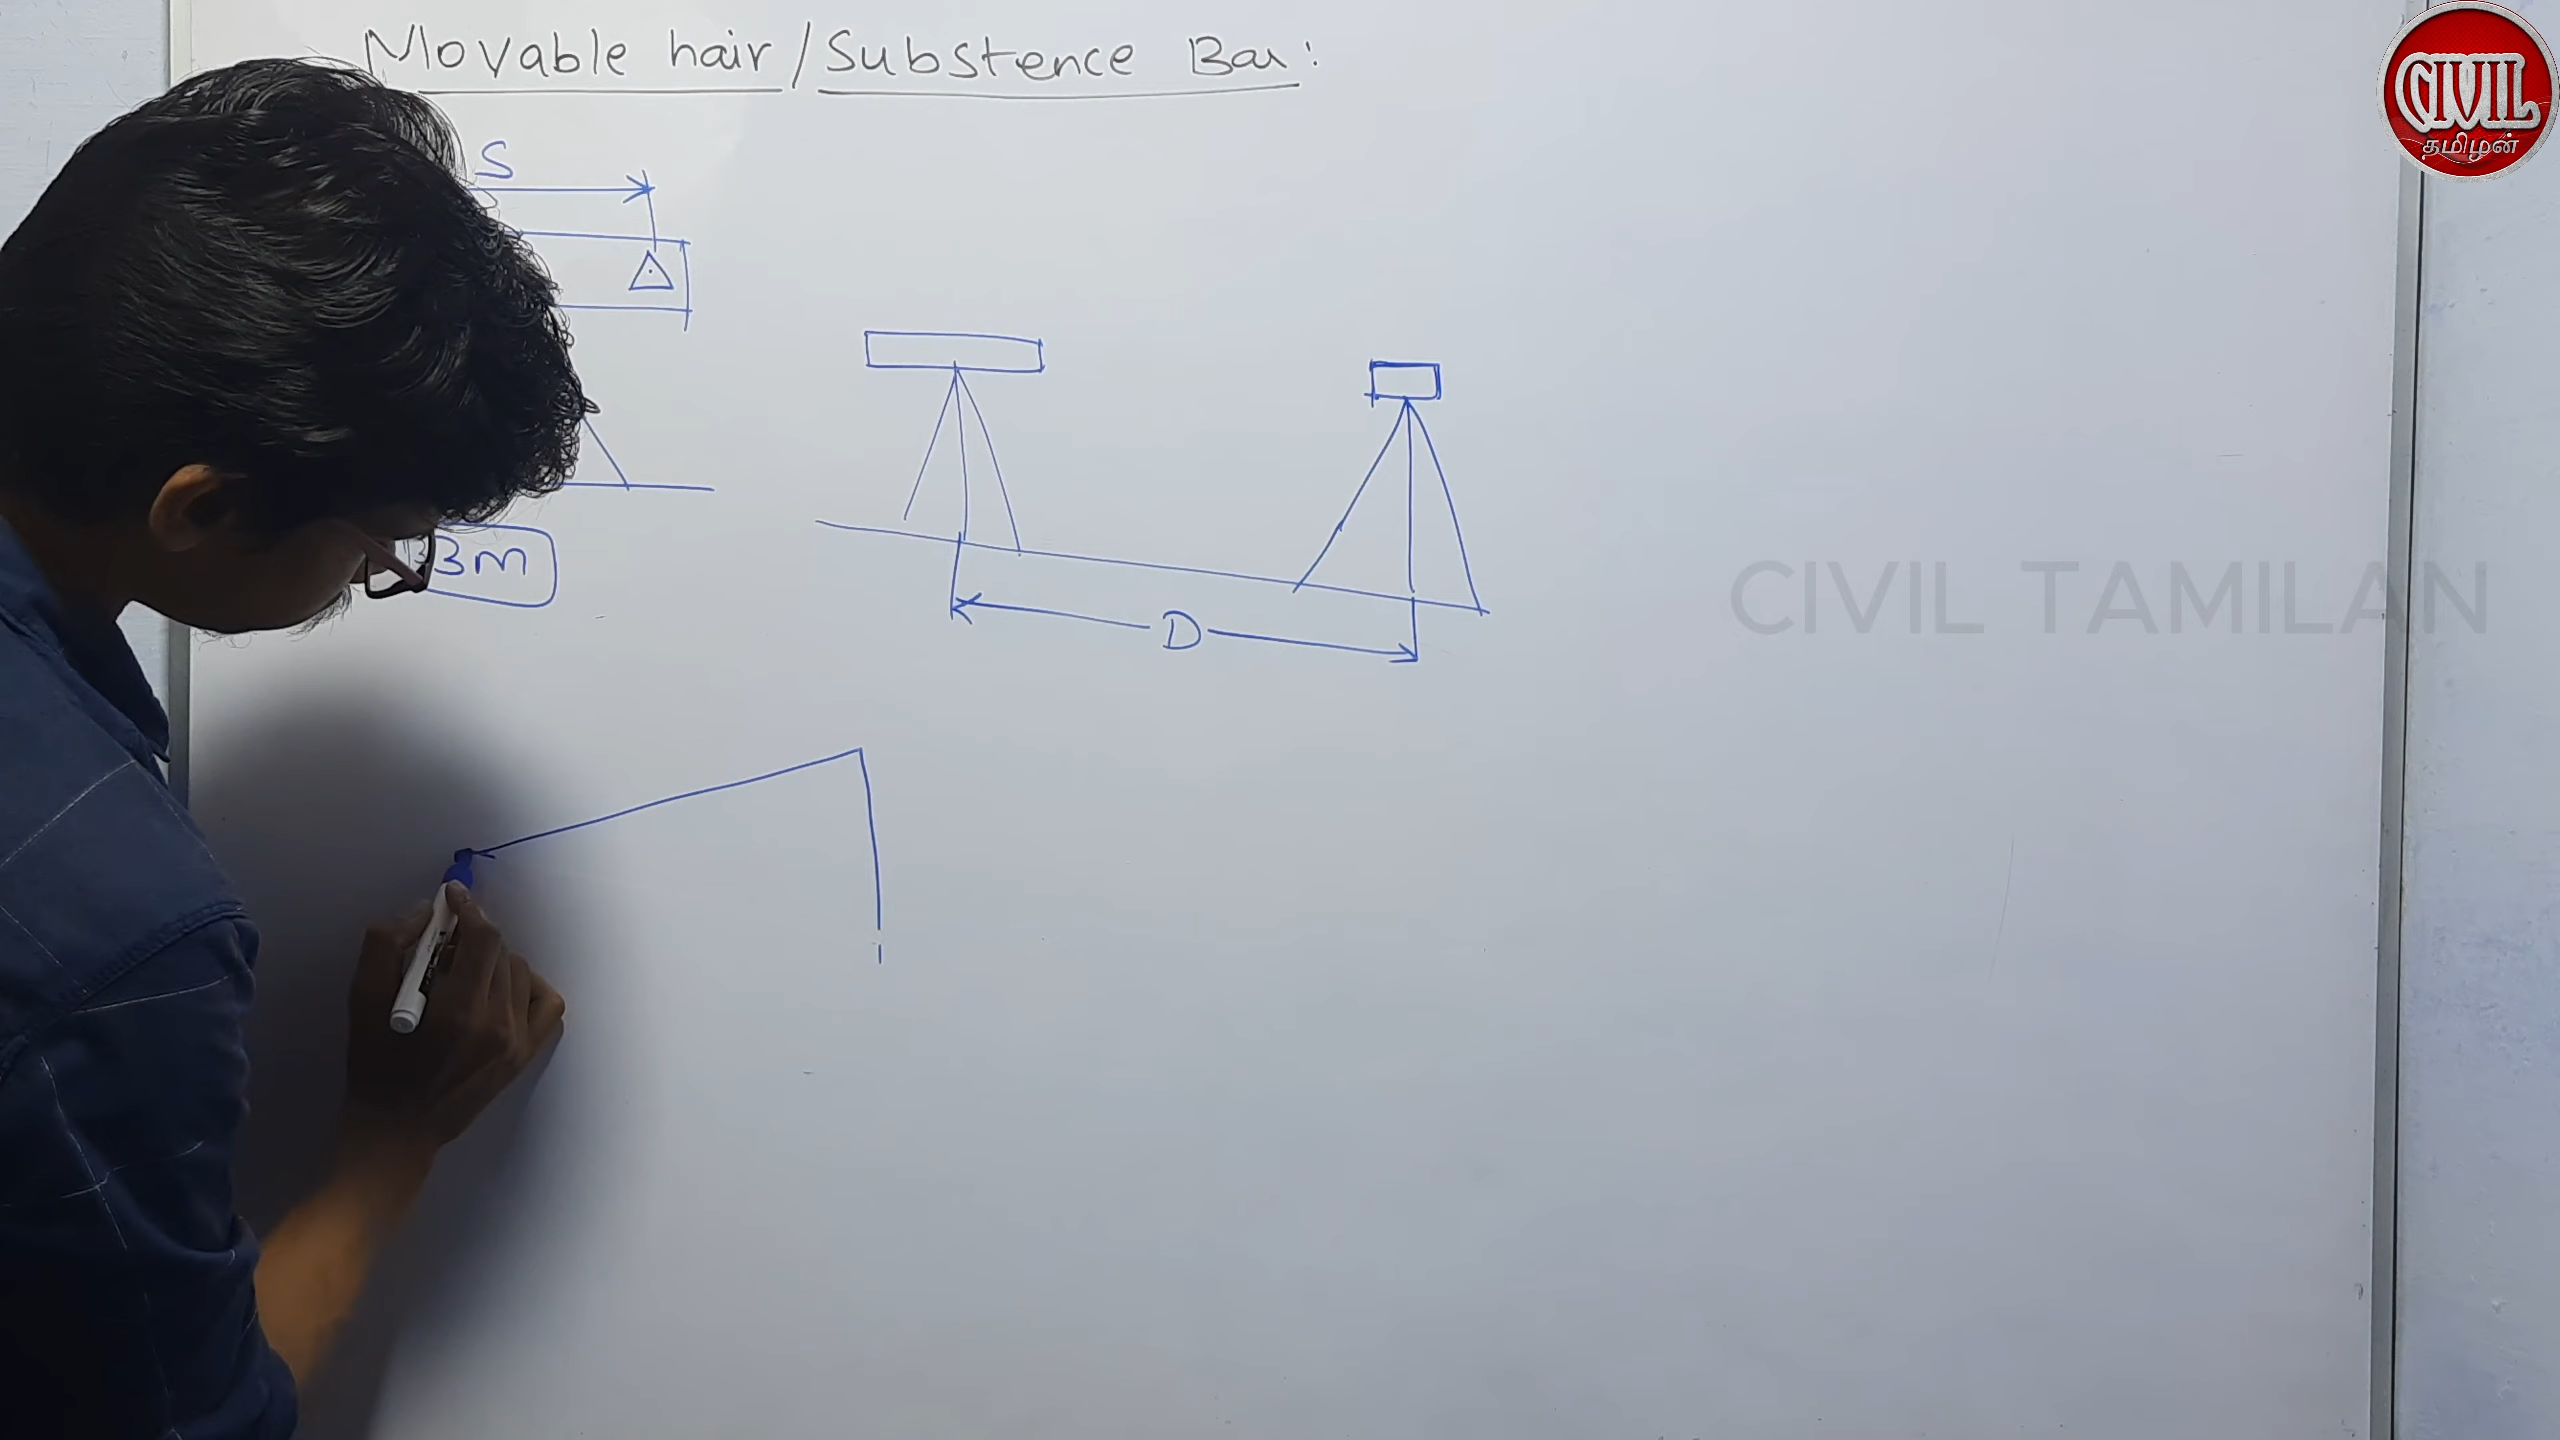 Movable hair / Substence Bar :
S
3m
D
CIVIL
தமிழன்
CIVIL TAMILAN